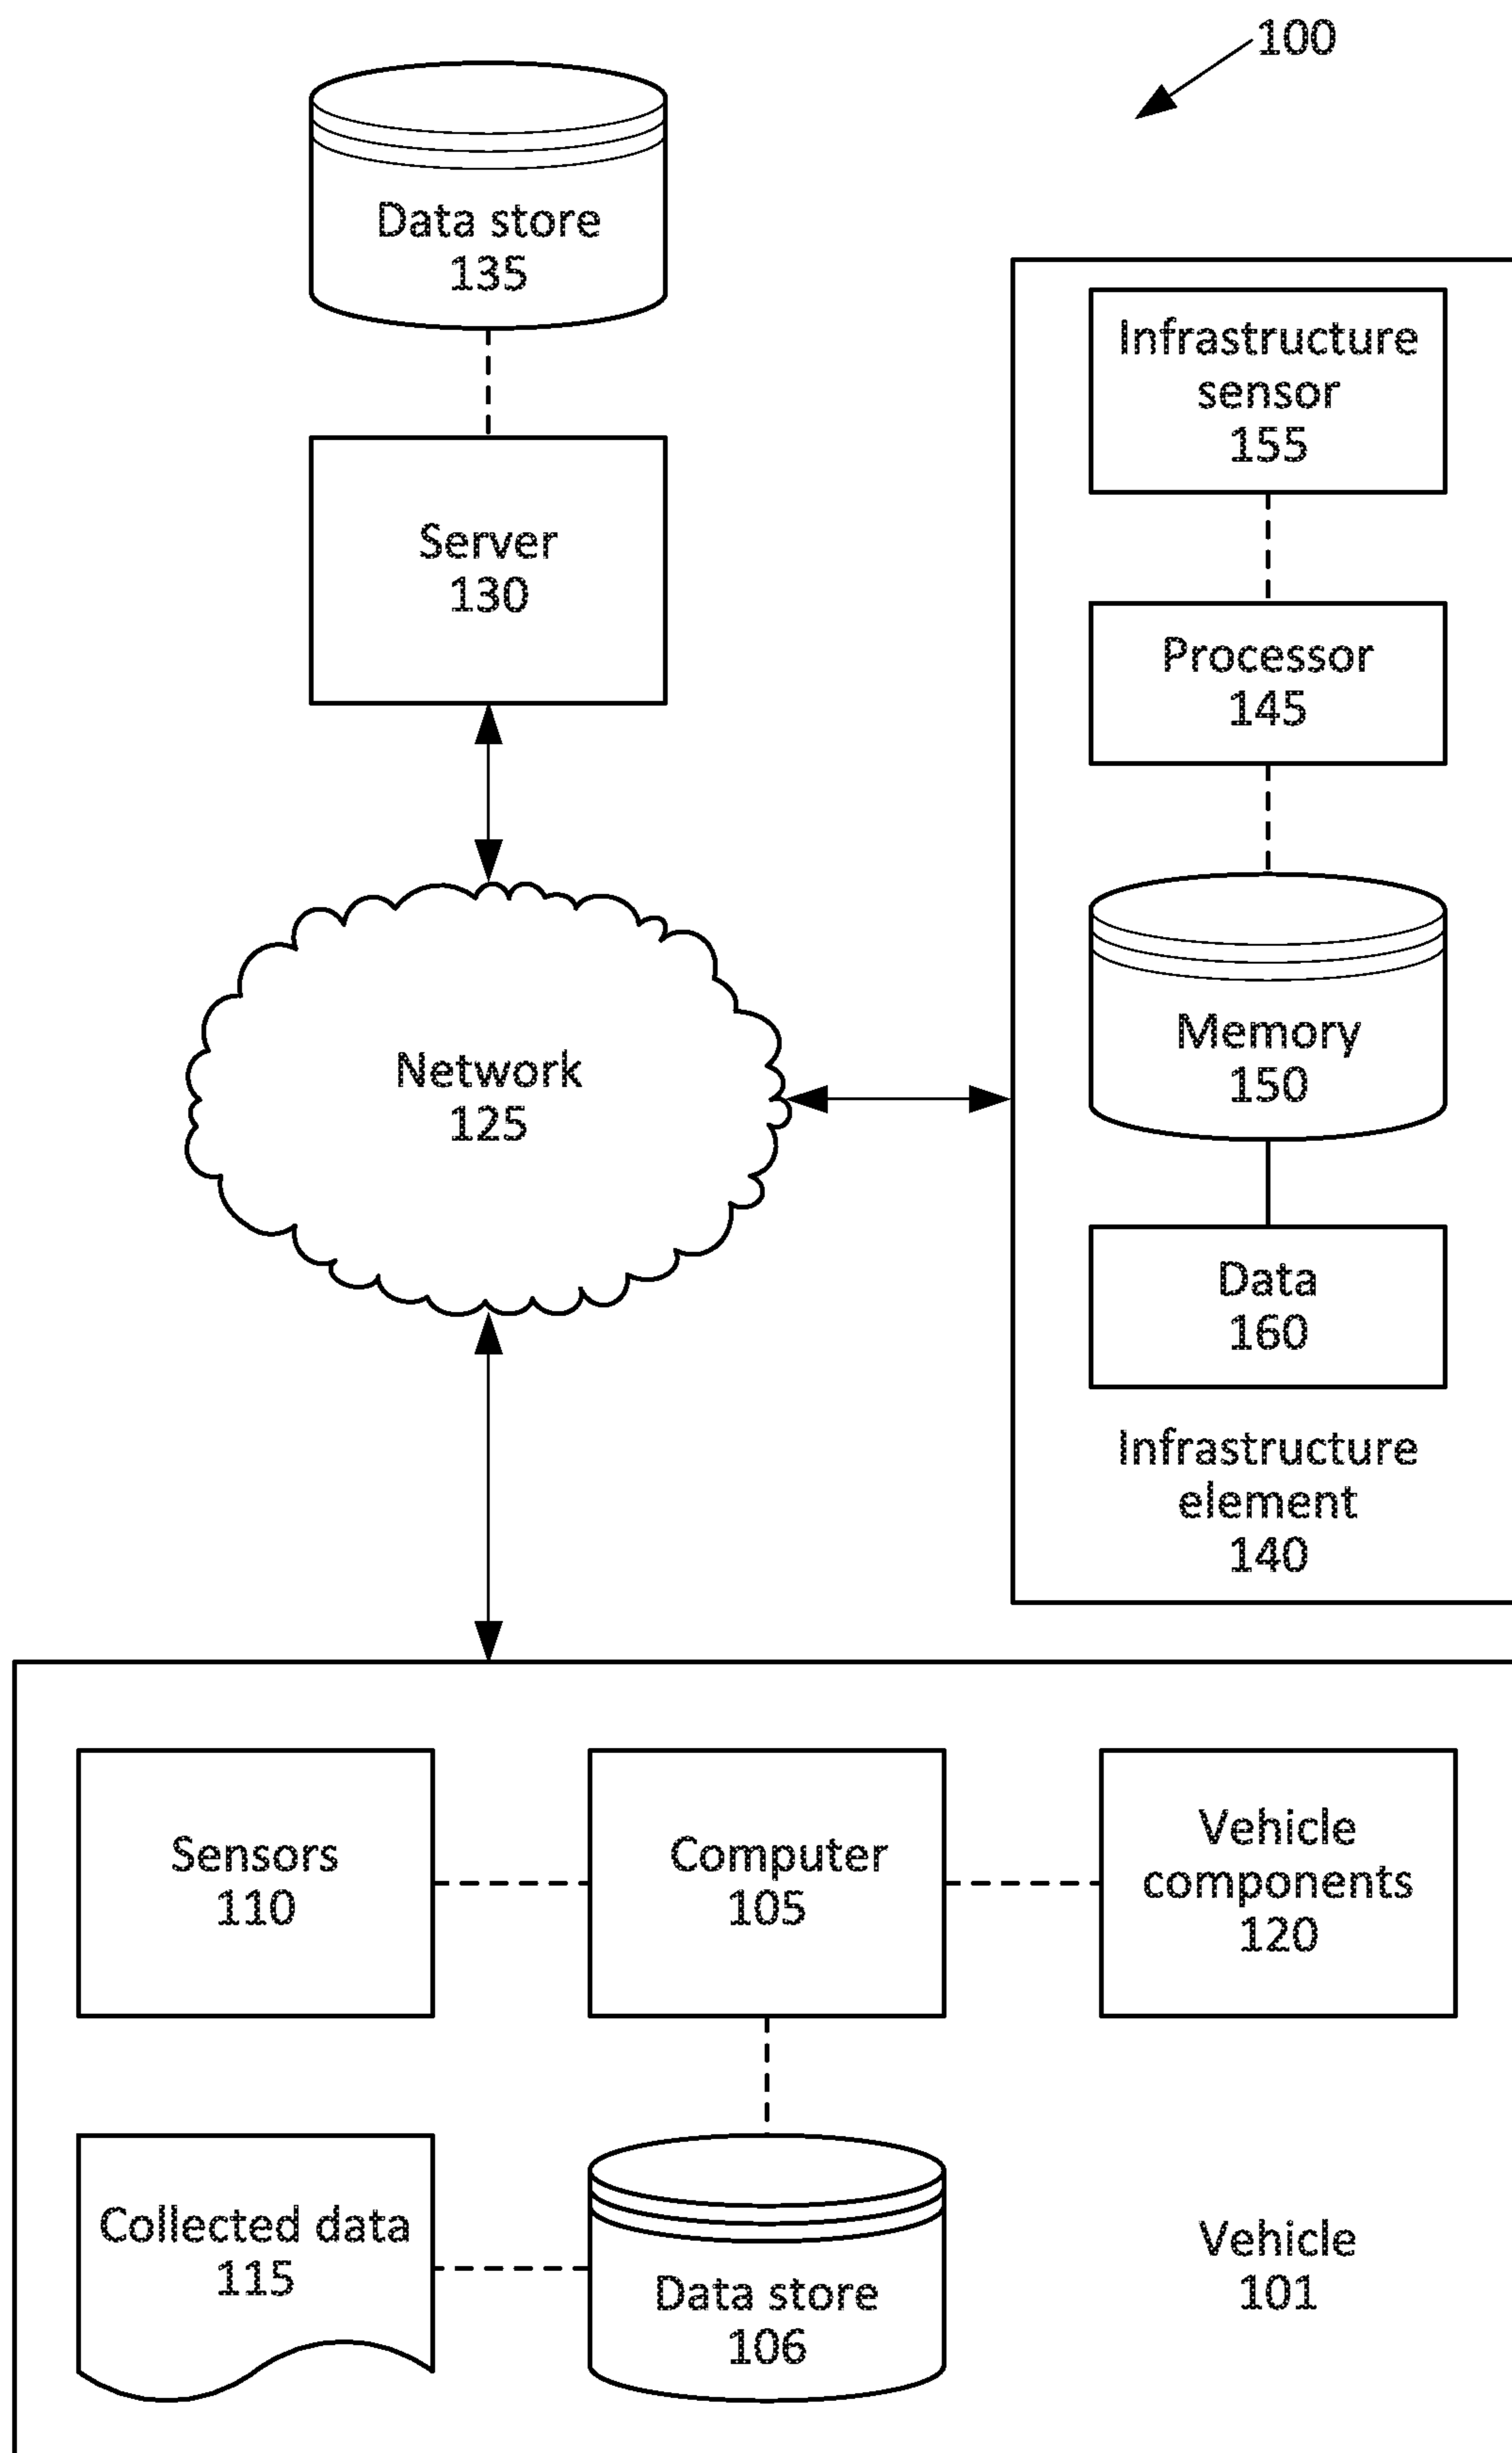 100
Data store
135
Server
130
Network
125
Infrastructure
sensor
155
Processor
145
Memory
150
Data
160
Infrastructure
element
140
Sensors
110
Computer
105
Vehicle
components
120
Collected data
115
Data store
106
Vehicle
101